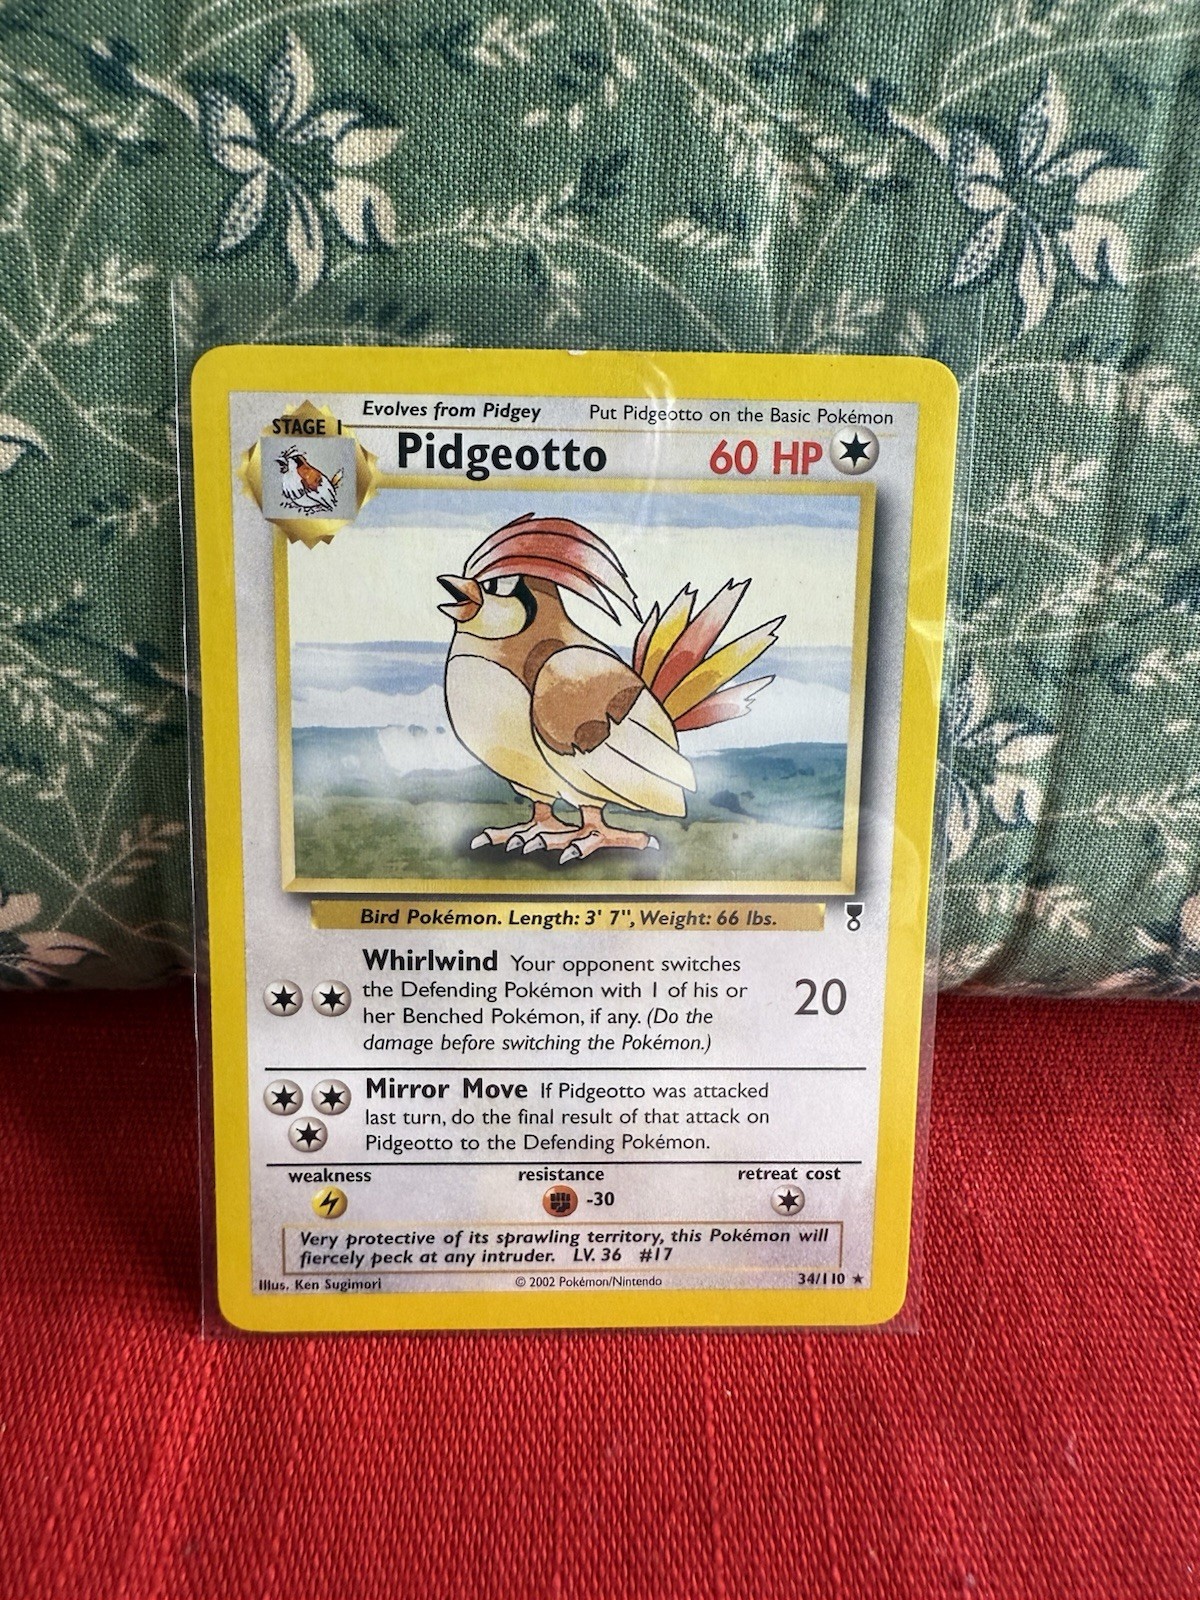 Evolves from Pidgey Put Pidgeotto on the Basic Pokémon
STAGE 1
Pidgeotto 60 HP
Bird Pokémon. Length: 3' 7", Weight: 66 lbs.
Whirlwind Your opponent switches
the Defending Pokémon with 1 of his or
her Benched Pokémon, if any. (Do the
damage before switching the Pokémon.)
20
Mirror Move If Pidgeotto was attacked
last turn, do the final result of that attack on
Pidgeotto to the Defending Pokémon.
weakness resistance retreat cost
-30
Very protective of its sprawling territory, this Pokémon will
fiercely peck at any intruder. LV. 36 #17
Illus. Ken Sugimori © 2002 Pokémon/Nintendo 34/110 ★